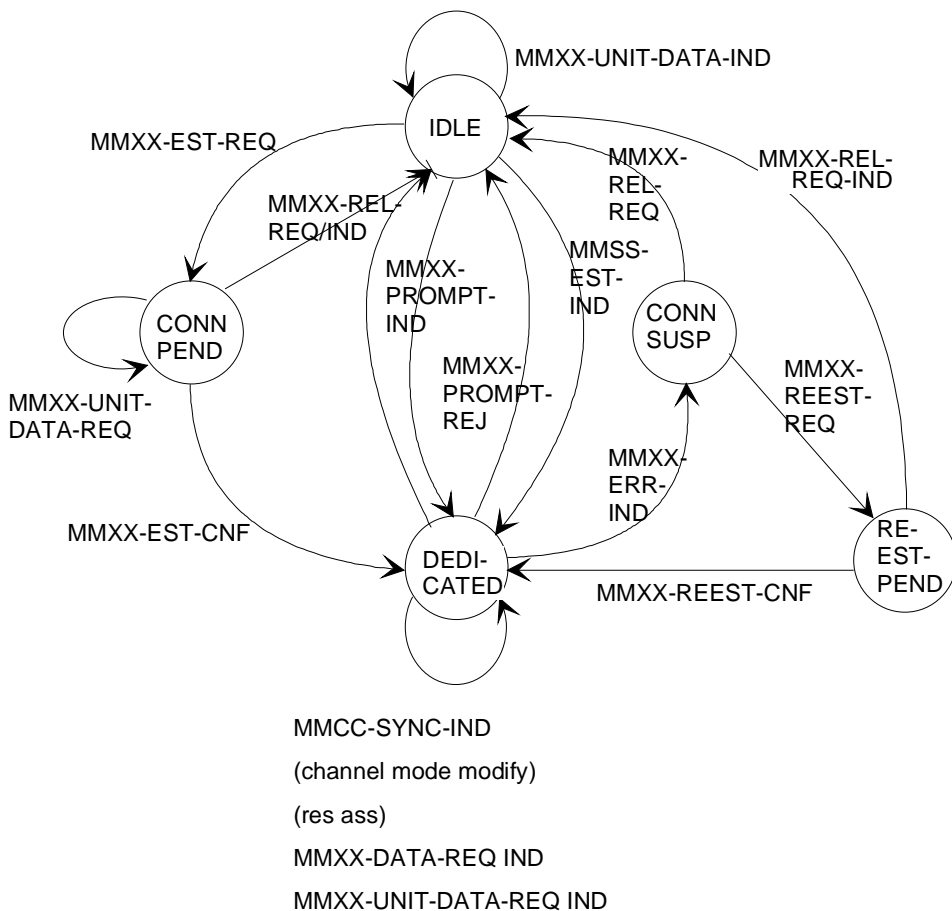 MMXX-UNIT-DATA-IND
IDLE
MMXX-EST-REQ
MMXX-
REL-
REQ
MMXX-REL-
REQ-IND
MMXX-REL-
REQ/IND
MMXX-
PROMPT-
IND
MMSS-
EST-
IND
CONN
PEND
CONN
SUSP
MMXX-
PROMPT-
REJ
MMXX-
REEST-
REQ
MMXX-UNIT-
DATA-REQ
MMXX-
ERR-
IND
MMXX-EST-CNF
DEDI-
CATED
RE-
EST-
PEND
MMXX-REEST-CNF
MMCC-SYNC-IND
(channel mode modify)
(res ass)
MMXX-DATA-REQ IND
MMXX-UNIT-DATA-REQ IND